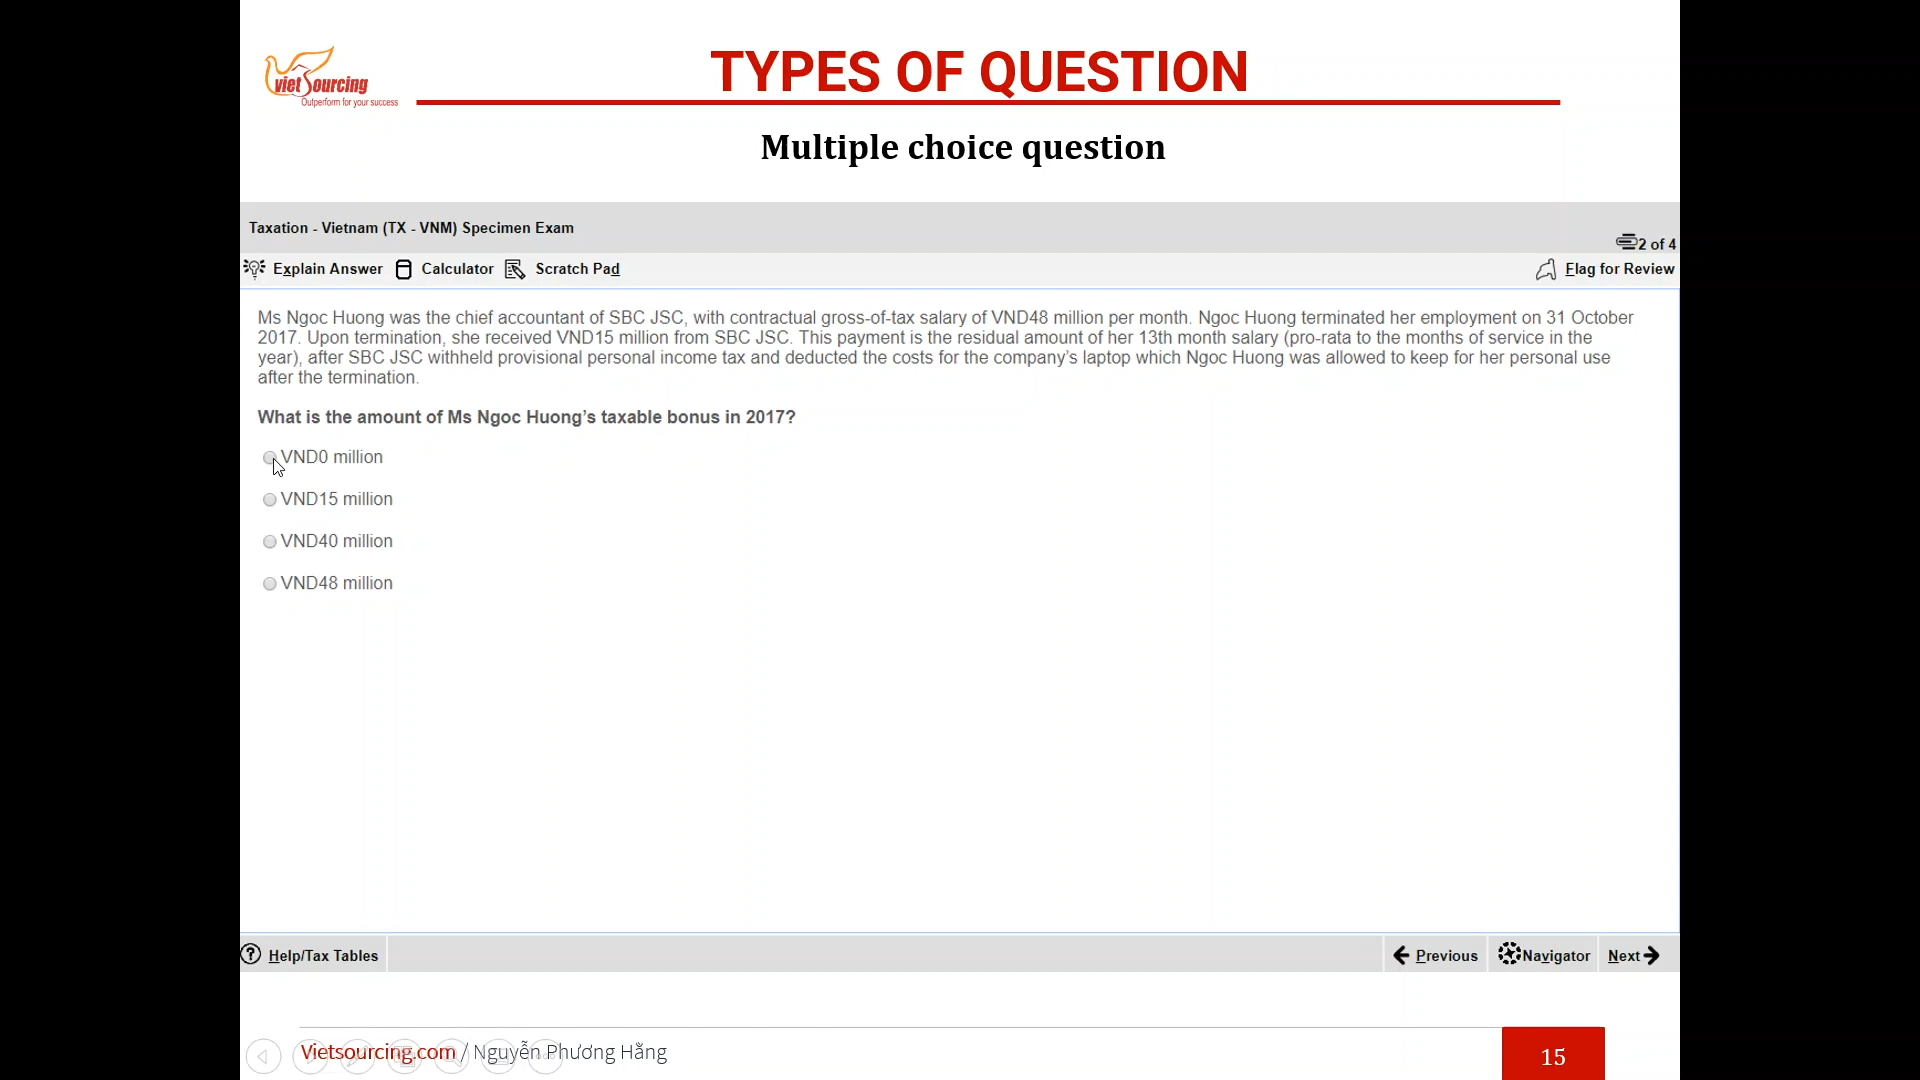 viet Sourcing
Outperform for your success
TYPES OF QUESTION
Multiple choice question
Taxation - Vietnam (TX - VNM) Specimen Exam
2 of 4
Explain Answer
Calculator
Scratch Pad
Flag for Review
Ms Ngoc Huong was the chief accountant of SBC JSC, with contractual gross-of-tax salary of VND48 million per month. Ngoc Huong terminated her employment on 31 October
2017. Upon termination, she received VND15 million from SBC JSC. This payment is the residual amount of her 13th month salary (pro-rata to the months of service in the
year), after SBC JSC withheld provisional personal income tax and deducted the costs for the company's laptop which Ngoc Huong was allowed to keep for her personal use
after the termination.
What is the amount of Ms Ngoc Huong's taxable bonus in 2017?
VND0 million
VND15 million
VND40 million
VND48 million
Help/Tax Tables
Previous
Navigator
Next
Vietsourcing.com / Nguyễn Phương Hằng
15